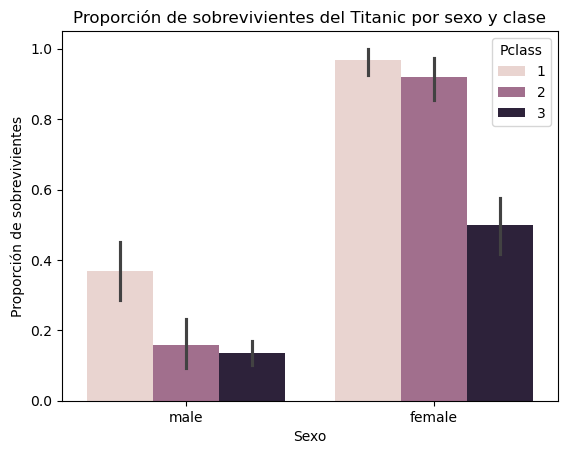 Proporción de sobrevivientes del Titanic por sexo y clase
Proporción de sobrevivientes
1.0
0.8
0.6
0.4
0.2
0.0
Pclass
1
2
3
male
female
Sexo